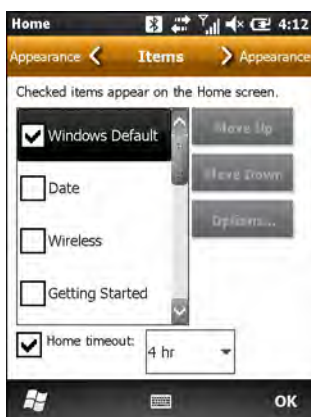 Home 4:12
Appearance Items Appearance
Checked items appear on the Home screen.
Windows Default
Move Up
Date
Move Down
Wireless
Options...
Getting Started
Home timeout: 4 hr
OK